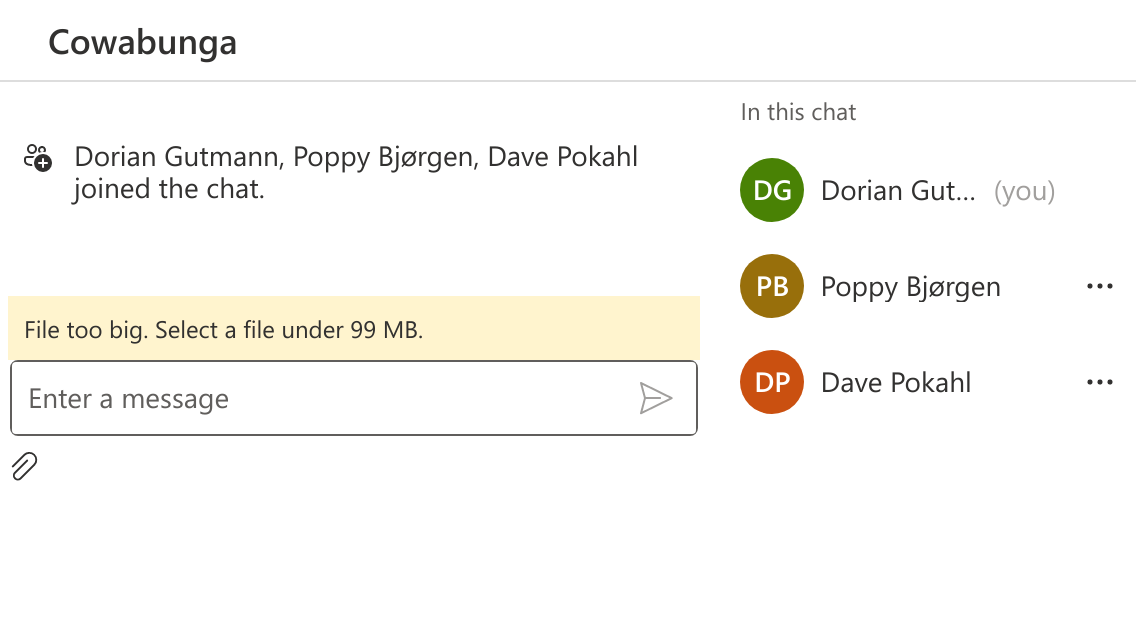 Cowabunga
Dorian Gutmann, Poppy Bjørgen, Dave Pokahl
joined the chat.
File too big. Select a file under 99 MB.
Enter a message
In this chat
DG Dorian Gut... (you)
PB Poppy Bjørgen
DP Dave Pokahl